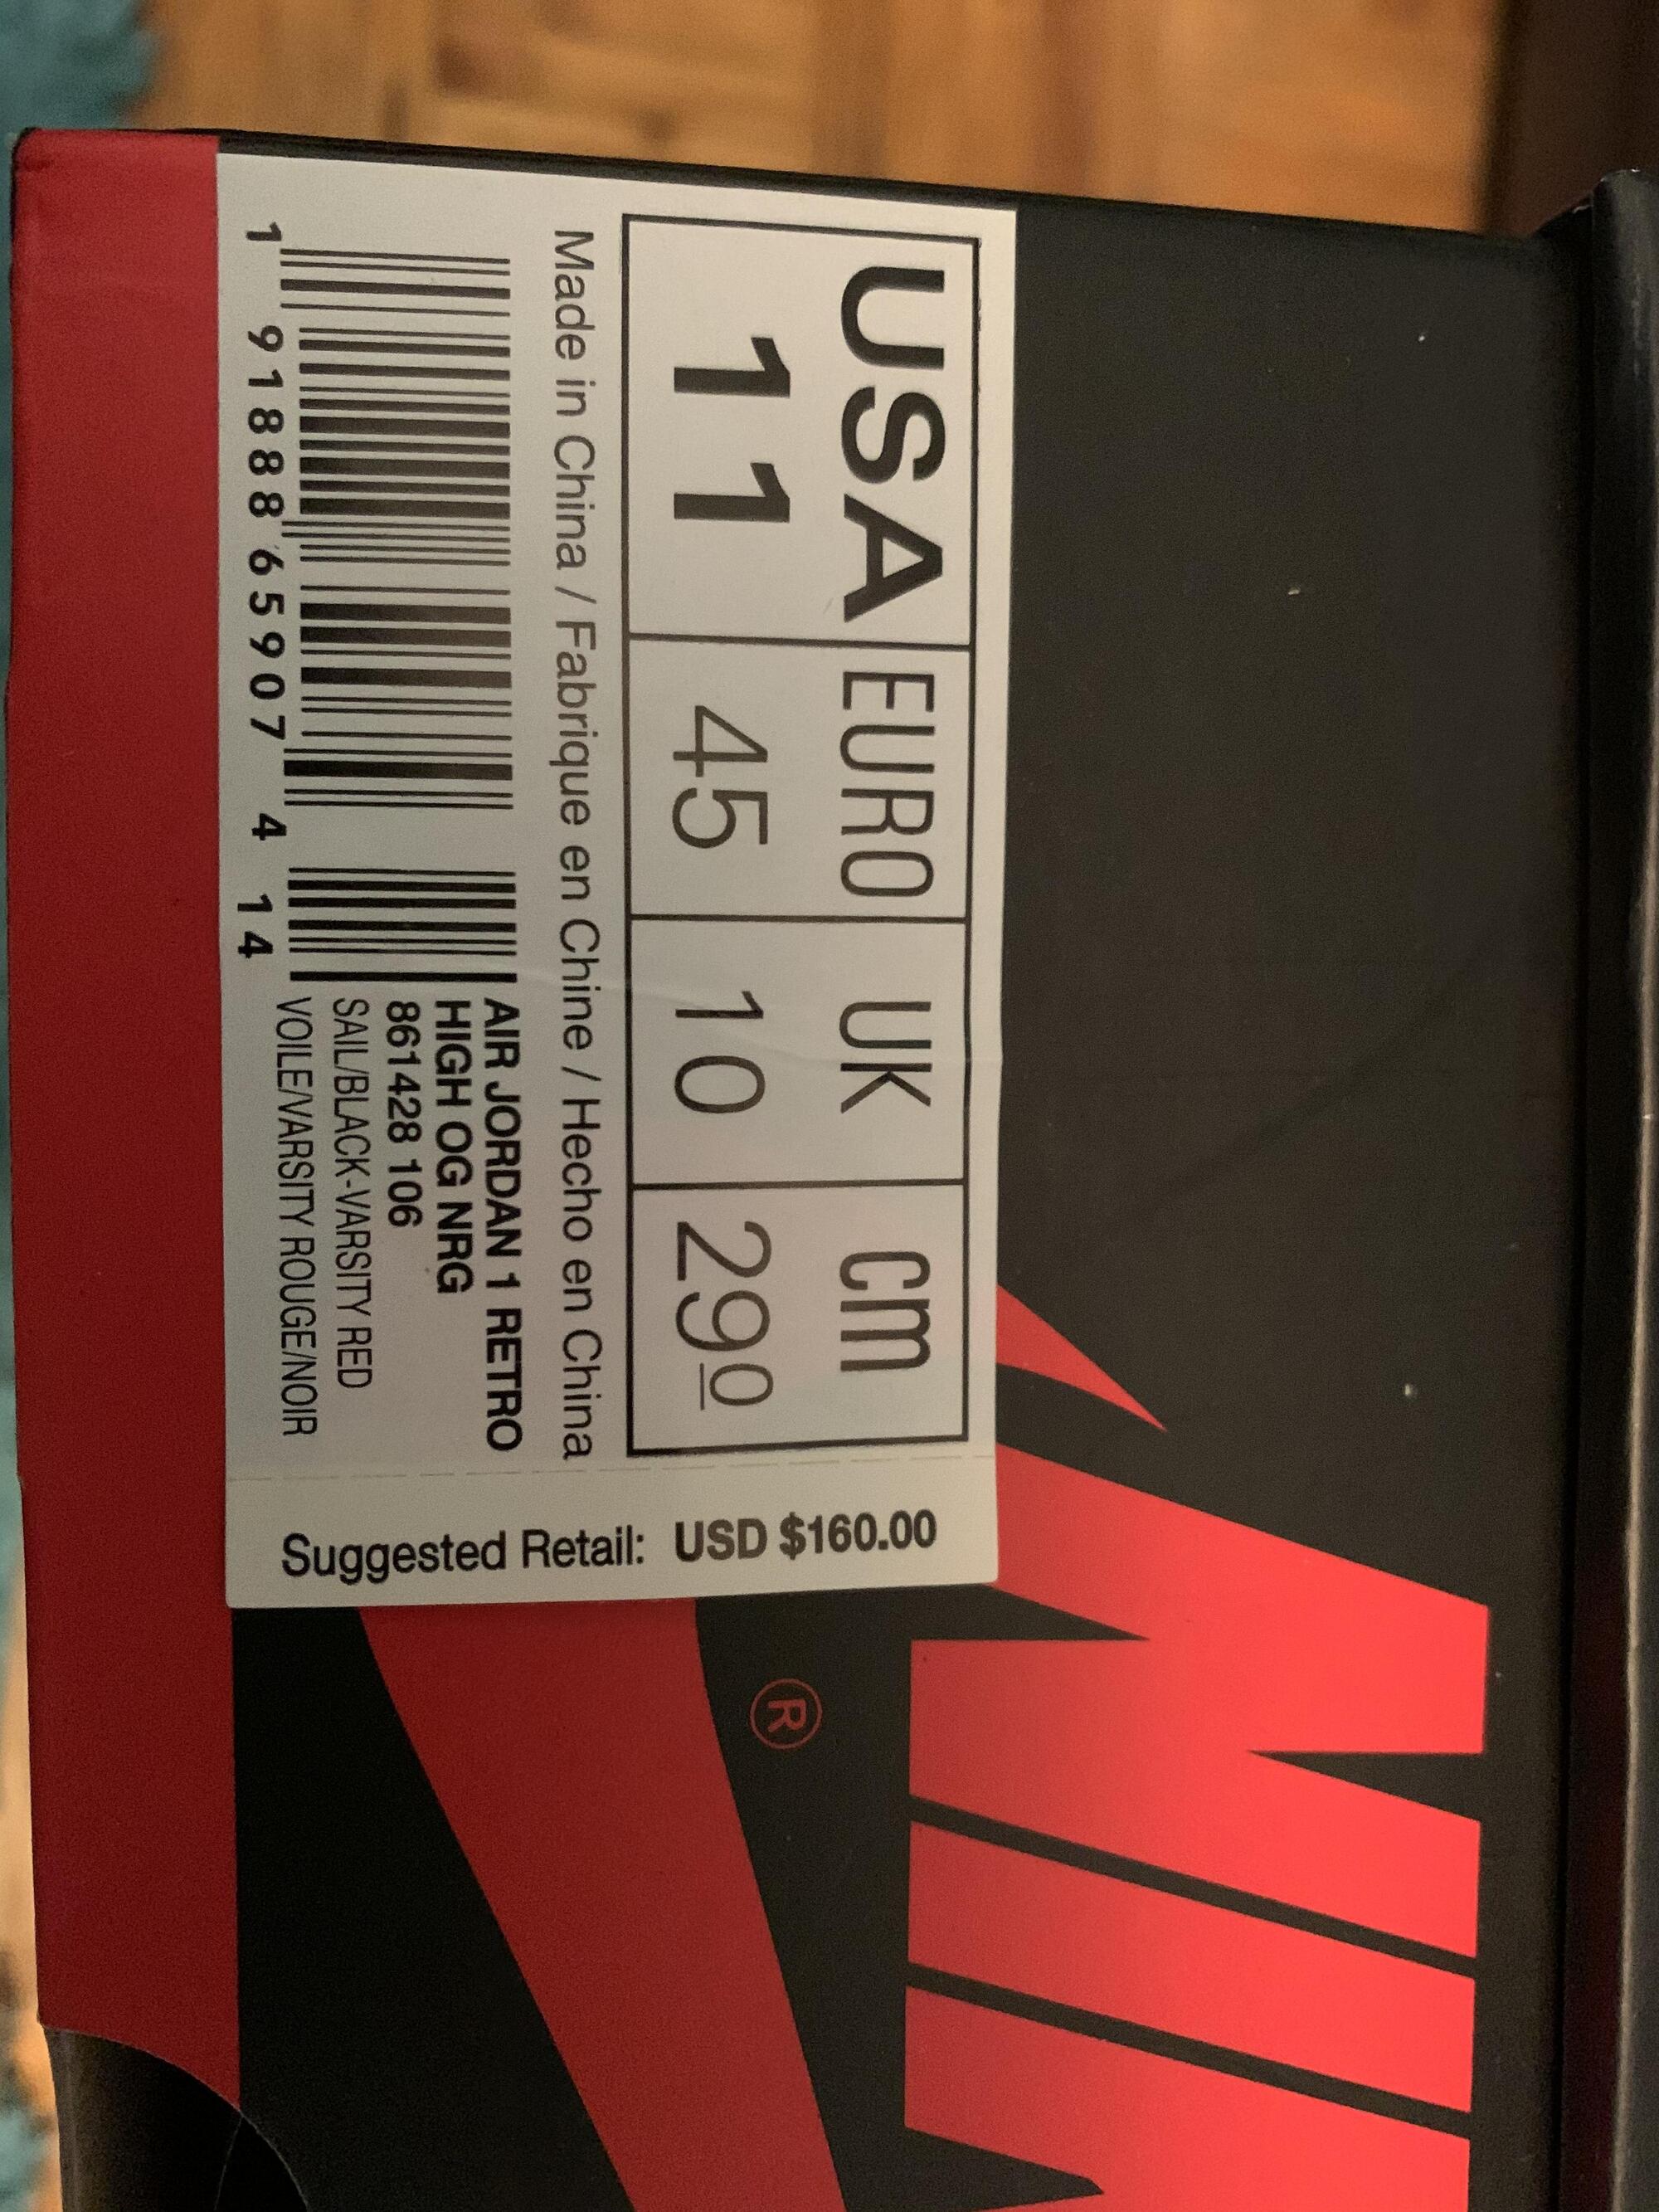 USA EURO UK cm
11 45 10 290
Made in China / Fabrique en Chine / Hecho en China
AIR JORDAN 1 RETRO
HIGH OG NRG
861428 106
SAIL/BLACK-VARSITY RED
VOILE/VARSITY ROUGE/NOIR
1 91888 65907 4 14
Suggested Retail: USD $160.00
®